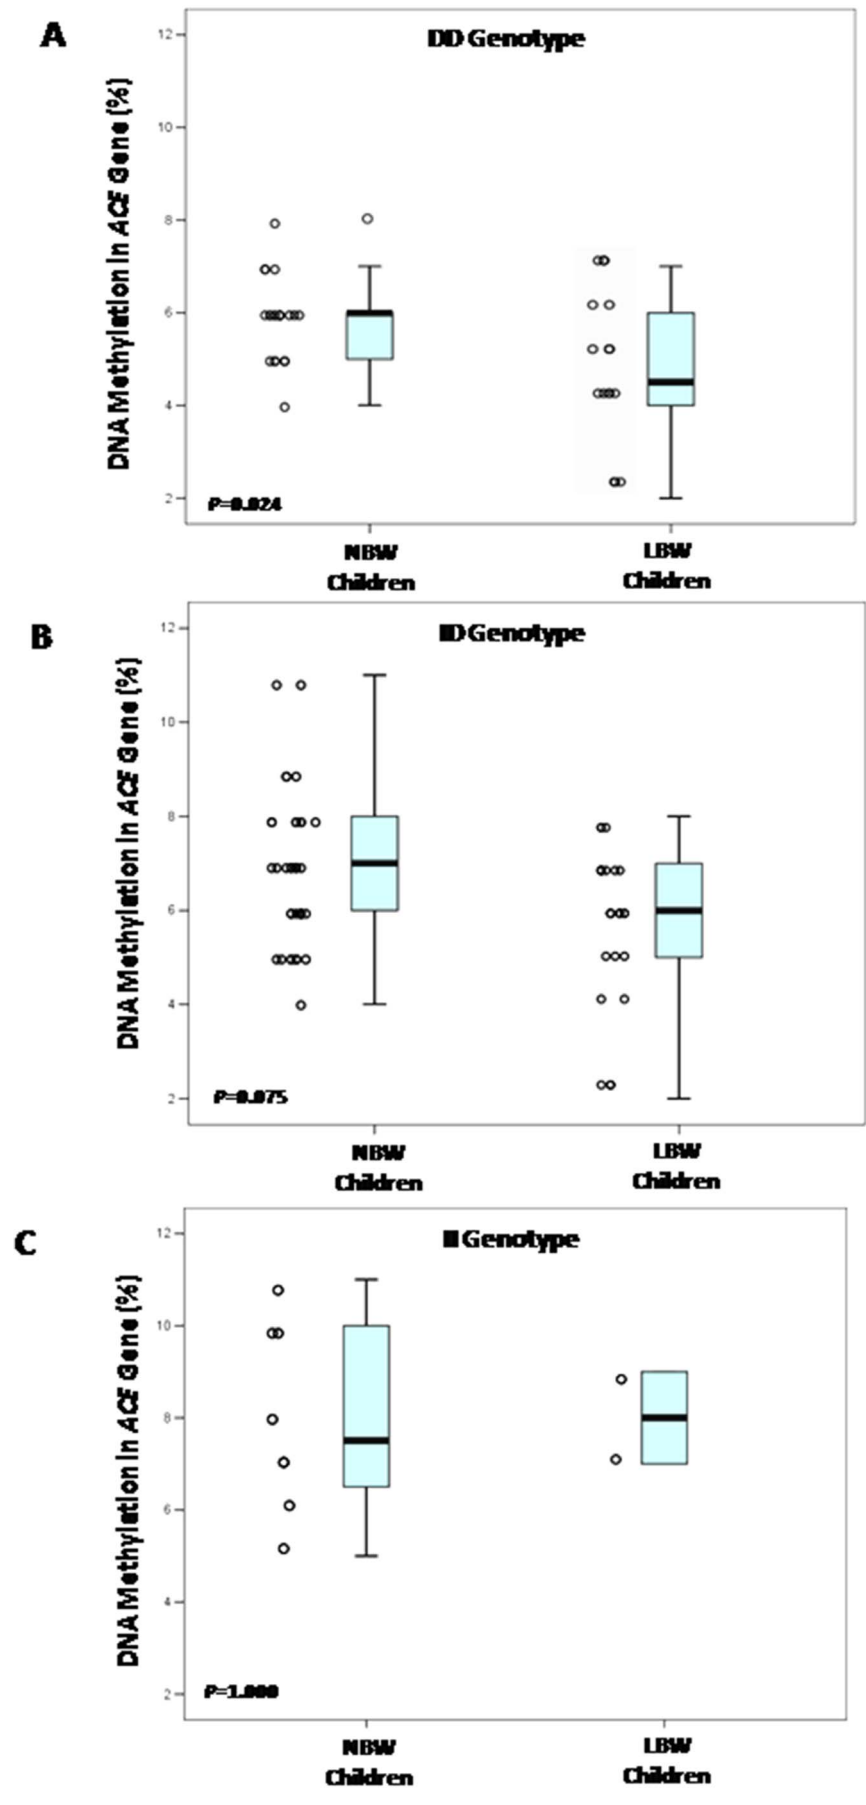 A
DD Genotype
DNA Methylation in ACE Gene (%)
12
10
8
6
4
2
P=0.024
NBW
Children
LBW
Children
B
ID Genotype
DNA Methylation in ACE Gene (%)
12
10
8
6
4
2
P=0.075
NBW
Children
LBW
Children
C
II Genotype
DNA Methylation in ACE Gene (%)
12
10
8
6
4
2
P=1.000
NBW
Children
LBW
Children